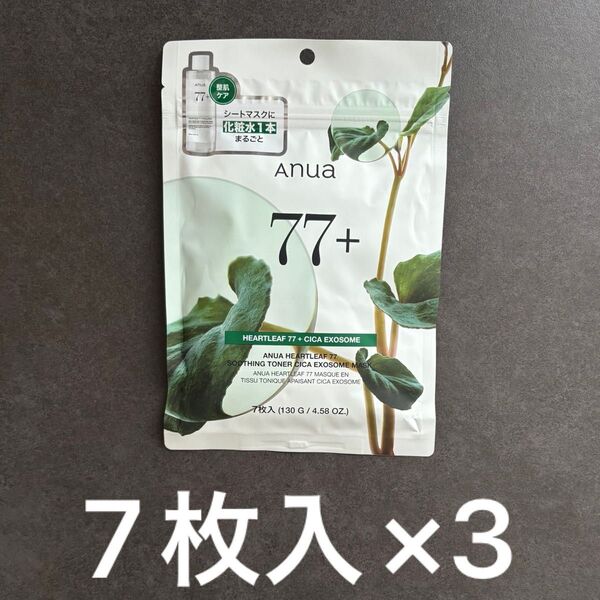 Anua
77+
整肌
ケア
シートマスクに
化粧水1本
まるごと
Anua
77+
HEARTLEAF 77 + CICA EXOSOME
ANUA HEARTLEAF 77
SOOTHING TONER CICA EXOSOME MASK
ANUA HEARTLEAF 77 MASQUE EN
TISSU TONIQUE APAISANT CICA EXOSOME
7枚入 (130 G / 4.58 OZ.)
7枚入×3